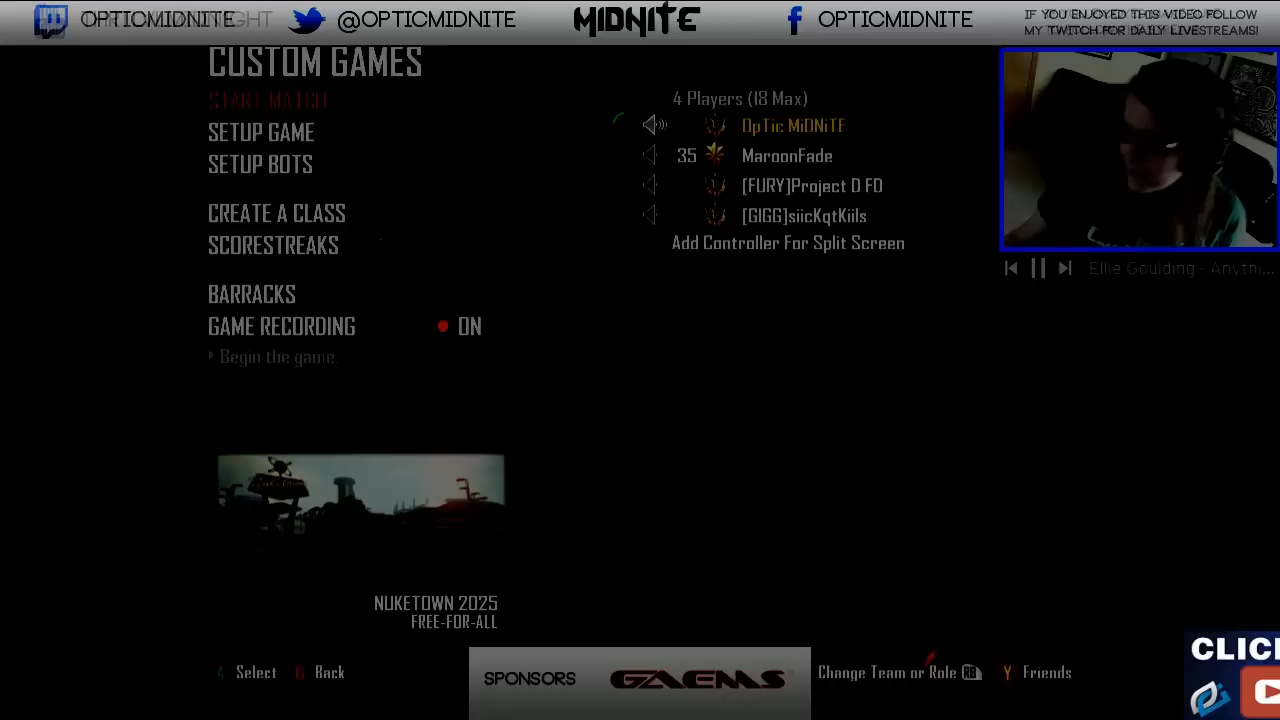 OPTICMIDNITE
@OPTICMIDNITE
MIDNITE
OPTICMIDNITE
IF YOU ENJOYED THIS VIDEO FOLLOW
MY TWITCH FOR DAILY LIVESTREAMS!
CUSTOM GAMES
START MATCH
SETUP GAME
SETUP BOTS
CREATE A CLASS
SCORESTREAKS
BARRACKS
GAME RECORDING ON
Begin the game.
4 Players (18 Max)
OpTic MiDNiTE
35 MaroonFade
[FURY]Project D FD
[GIGG]siicKqtKiils
Add Controller For Split Screen
Ellie Goulding - Anythi...
NUKETOWN 2025
FREE-FOR-ALL
A Select B Back
SPONSORS GAEMS
Change Team or Role RB Y Friends
CLIC